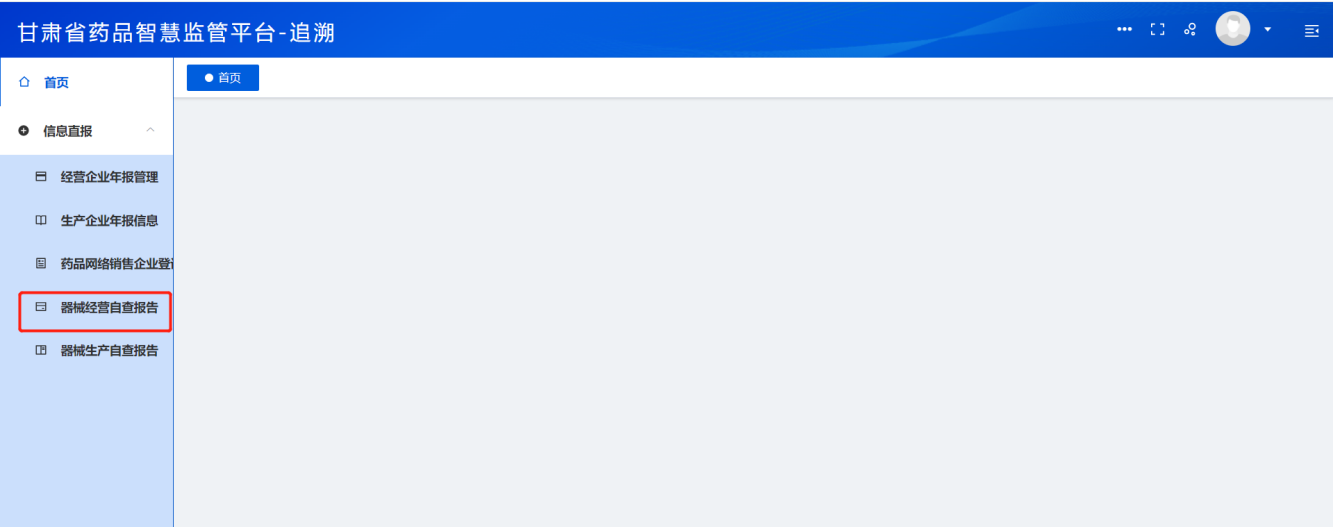 甘肃省药品智慧监管平台-追溯
首页
首页
信息直报
经营企业年报管理
生产企业年报信息
药品网络销售企业登
器械经营自查报告
器械生产自查报告